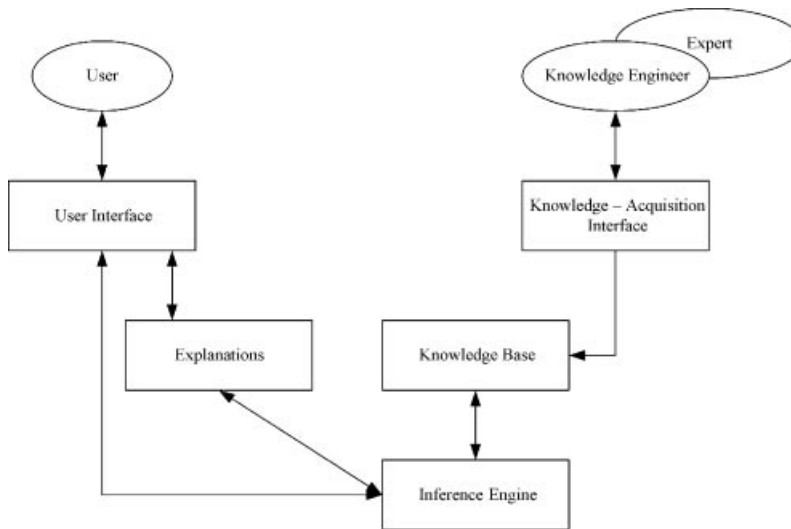 Expert
User
Knowledge Engineer
User Interface
Knowledge – Acquisition
Interface
Explanations
Knowledge Base
Inference Engine